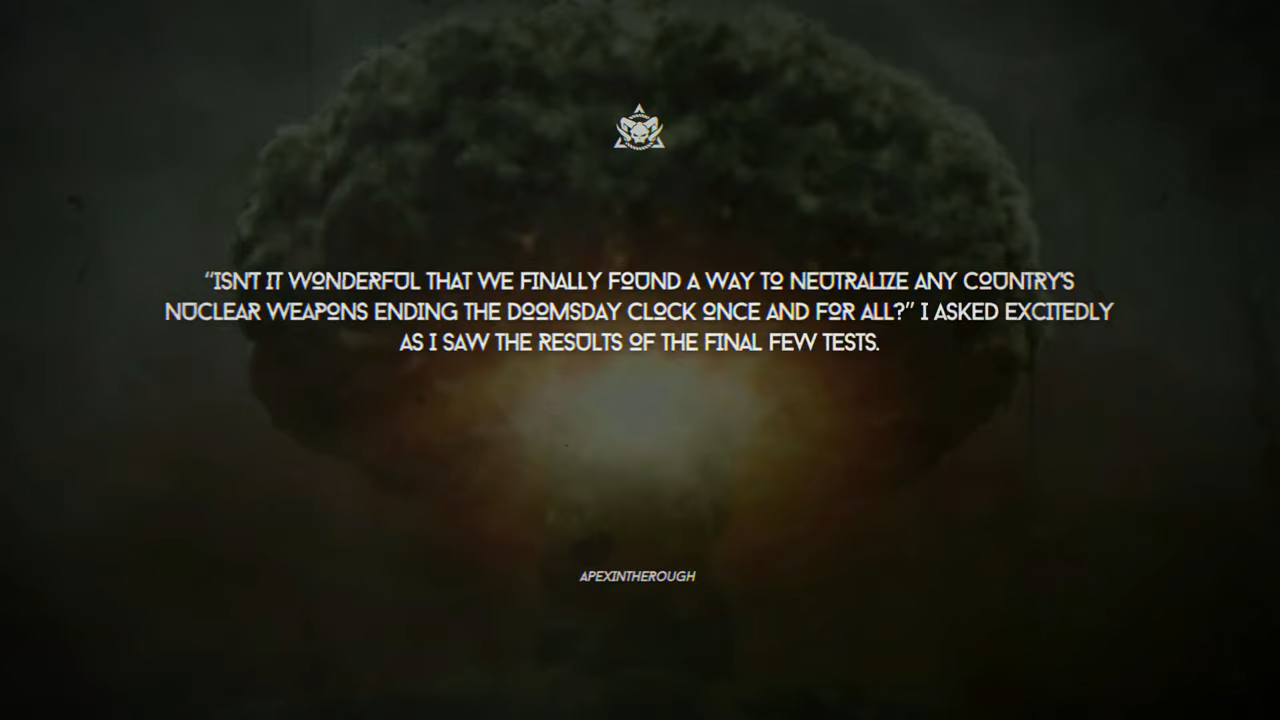 “ISN'T IT WONDERFUL THAT WE FINALLY FOUND A WAY TO NEUTRALIZE ANY COUNTRY'S
NUCLEAR WEAPONS ENDING THE DOOMSDAY CLOCK ONCE AND FOR ALL?” I ASKED EXCITEDLY
AS I SAW THE RESULTS OF THE FINAL FEW TESTS.
APEXINTHEROUGH